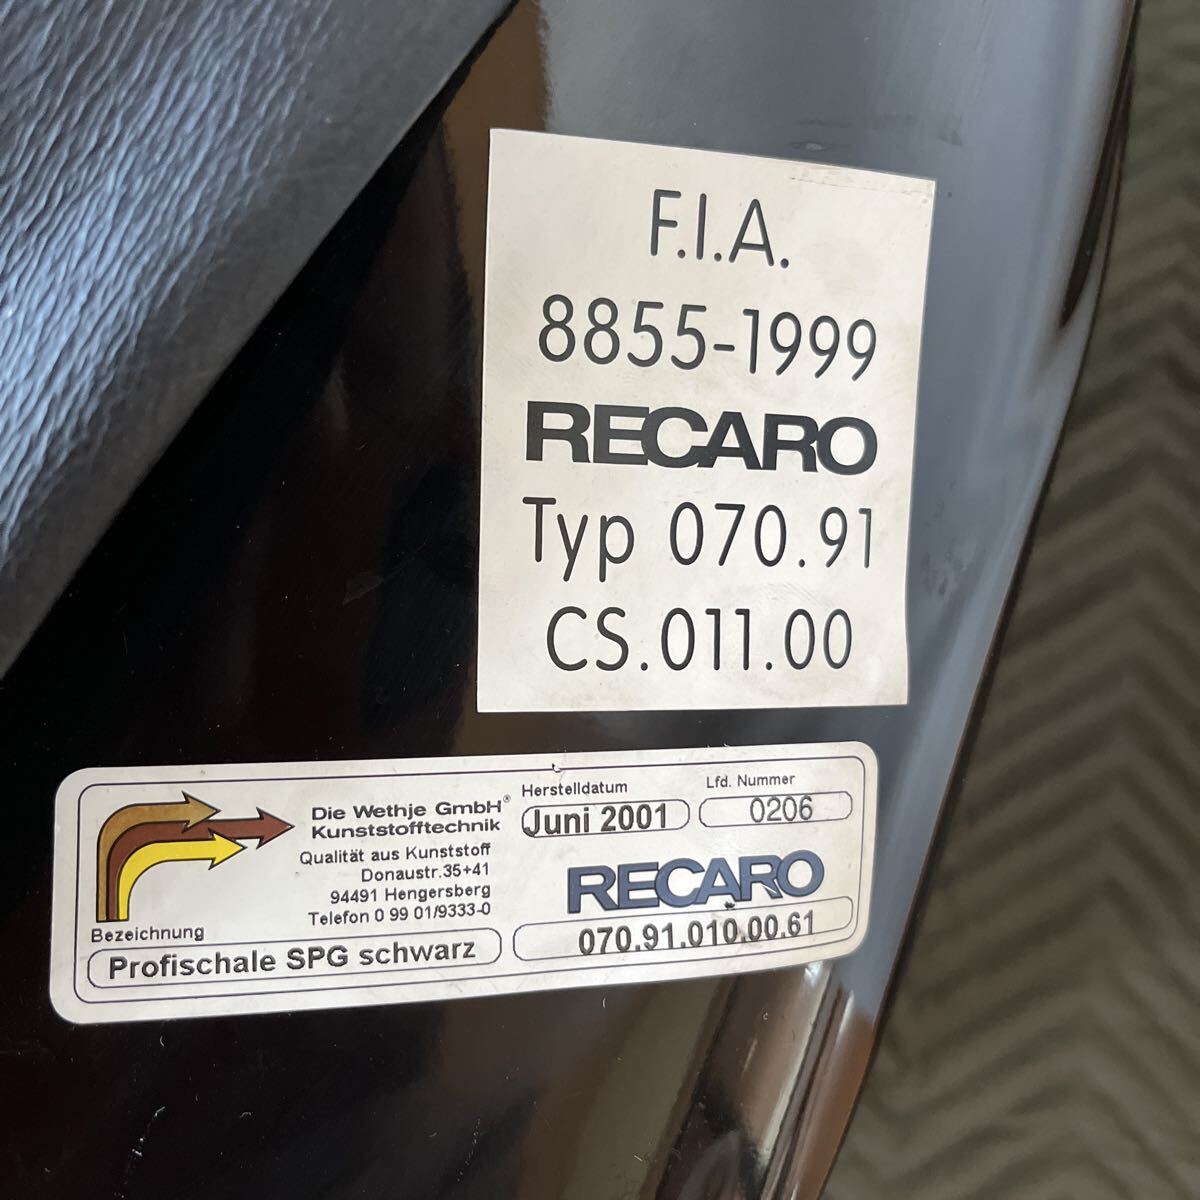 F.I.A.
8855-1999
RECARO
Typ 070.91
CS.011.00
Die Wethje GmbH®
Kunststofftechnik
Qualität aus Kunststoff
Donaustr.35+41
94491 Hengersberg
Telefon 0 99 01/9333-0
Bezeichnung
Profischale SPG schwarz
Herstelldatum
Juni 2001
Lfd. Nummer
0206
RECARO
070.91.010.00.61